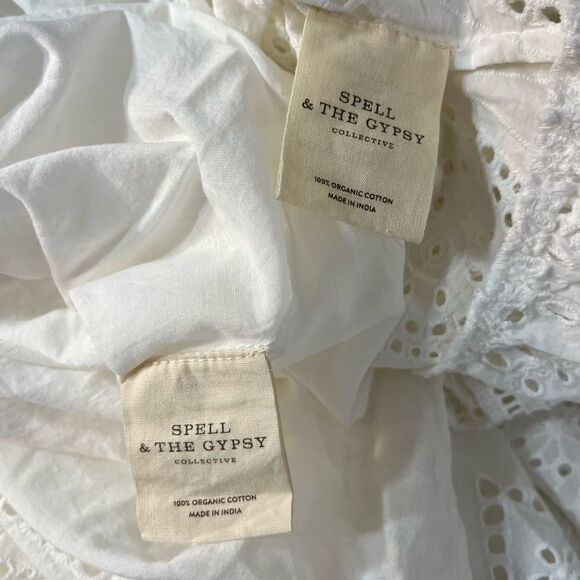 SPELL
& THE GYPSY
COLLECTIVE
100% ORGANIC COTTON
MADE IN INDIA
SPELL
& THE GYPSY
COLLECTIVE
100% ORGANIC COTTON
MADE IN INDIA